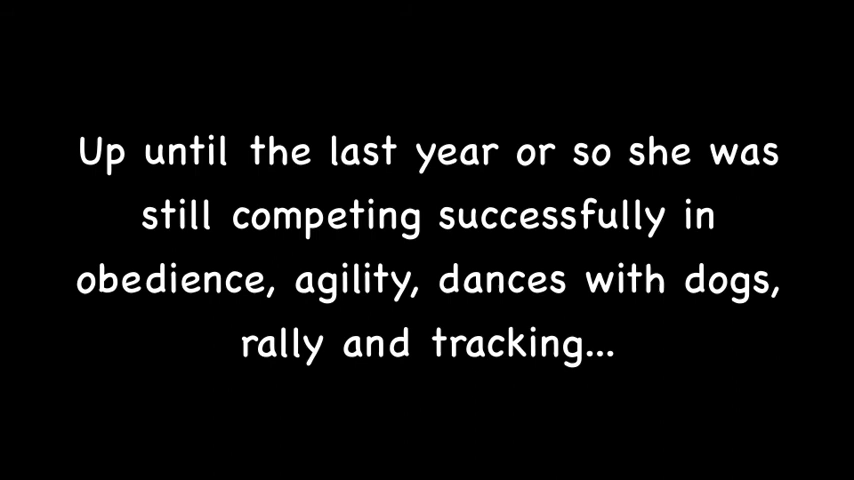 Up until the last year or so she was
still competing successfully in
obedience, agility, dances with dogs,
rally and tracking...